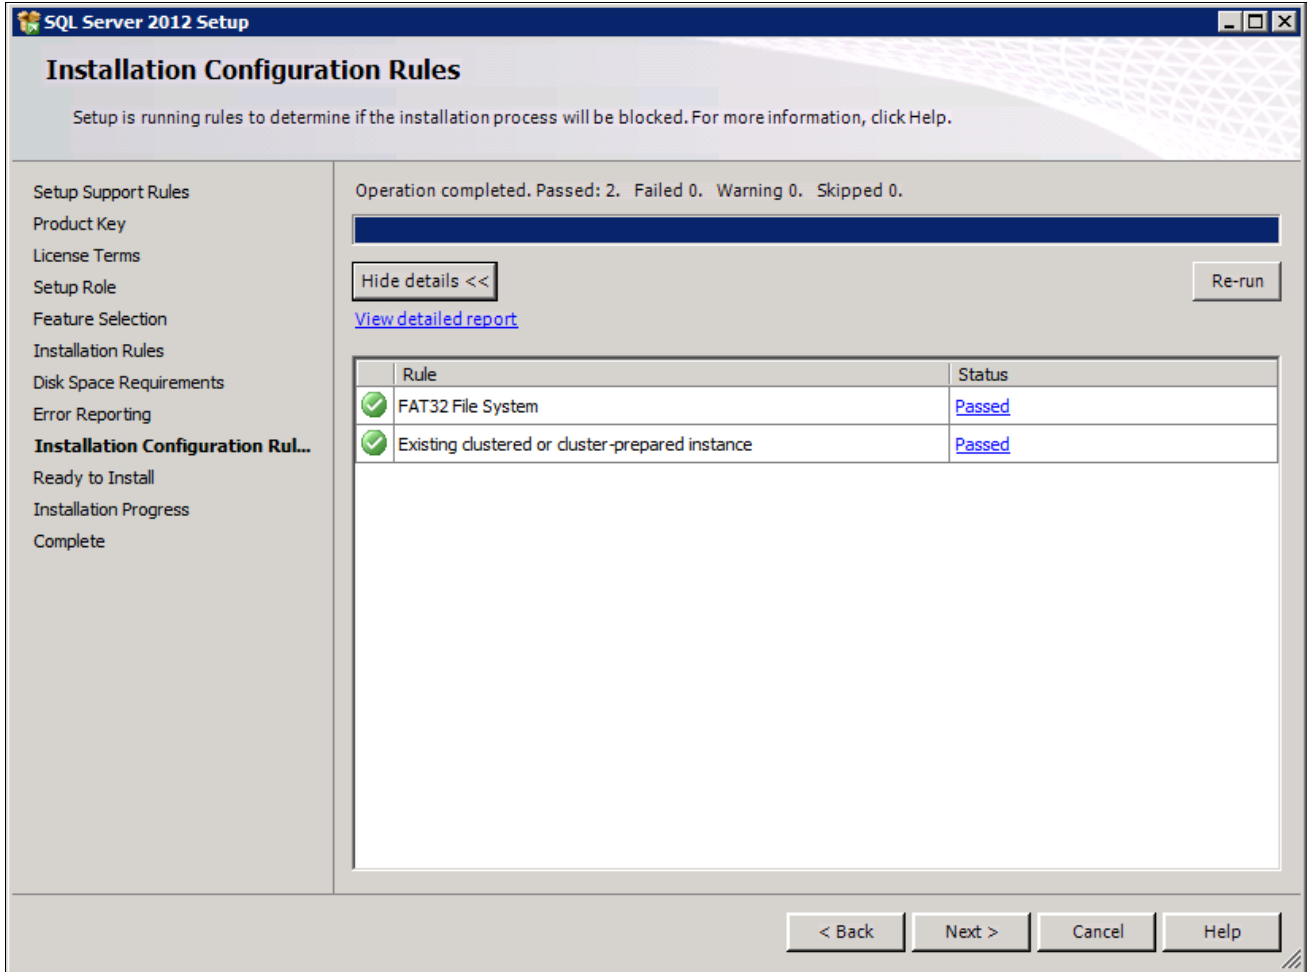 SQL Server 2012 Setup
Installation Configuration Rules
Setup is running rules to determine if the installation process will be blocked. For more information, click Help.
Setup Support Rules
Product Key
License Terms
Setup Role
Feature Selection
Installation Rules
Disk Space Requirements
Error Reporting
Installation Configuration Rul...
Ready to Install
Installation Progress
Complete
Operation completed. Passed: 2. Failed 0. Warning 0. Skipped 0.
Hide details <<
Re-run
View detailed report
Rule Status
FAT32 File System Passed
Existing clustered or cluster-prepared instance Passed
< Back Next > Cancel Help